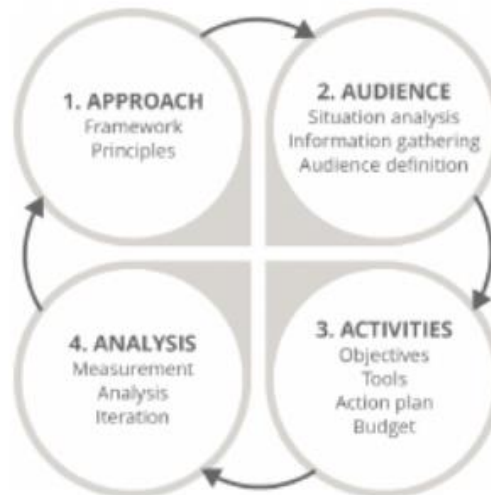 1. APPROACH
Framework
Principles
2. AUDIENCE
Situation analysis
Information gathering
Audience definition
3. ACTIVITIES
Objectives
Tools
Action plan
Budget
4. ANALYSIS
Measurement
Analysis
Iteration